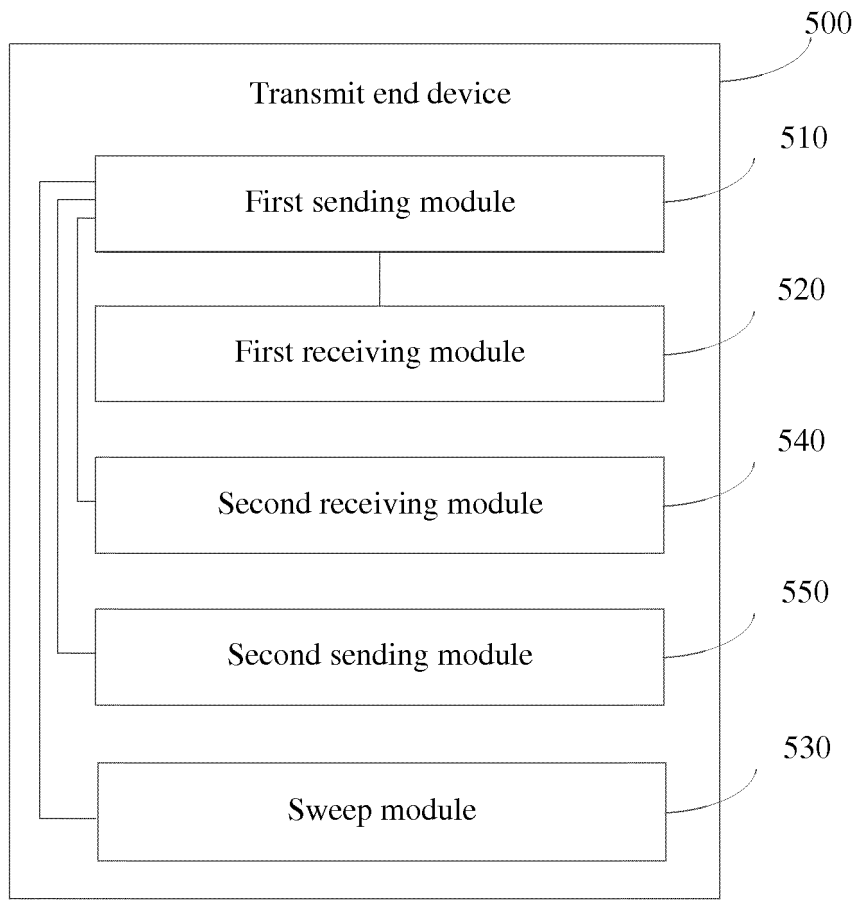 500
Transmit end device
510
First sending module
520
First receiving module
540
Second receiving module
550
Second sending module
530
Sweep module